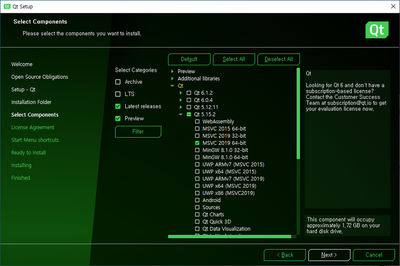 Qt Setup
Select Components
Please select the components you want to install.
Qt
Welcome
Open Source Obligations
Setup - Qt
Installation Folder
Select Components
License Agreement
Start Menu shortcuts
Ready to Install
Installing
Finished
Select Categories
Archive
LTS
Latest releases
Preview
Filter
Default
Select All
Deselect All
Preview
Additional libraries
Qt
Qt 6.1.2
Qt 6.0.4
Qt 5.12.11
Qt 5.15.2
WebAssembly
MSVC 2015 64-bit
MSVC 2019 32-bit
MSVC 2019 64-bit
MinGW 8.1.0 32-bit
MinGW 8.1.0 64-bit
UWP ARMv7 (MSVC 2015)
UWP x64 (MSVC 2015)
UWP ARMv7 (MSVC 2019)
UWP x64 (MSVC 2019)
UWP x86 (MSVC2019)
Android
Sources
Qt Charts
Qt Quick 3D
Qt Data Visualization
Qt
Looking for Qt 6 and don't have a
subscription-based license?
Contact the Customer Success
Team at subscription@qt.io to get
your evaluation license now.
This component will occupy
approximately 1.72 GB on your
hard disk drive.
< Back
Next >
Cancel